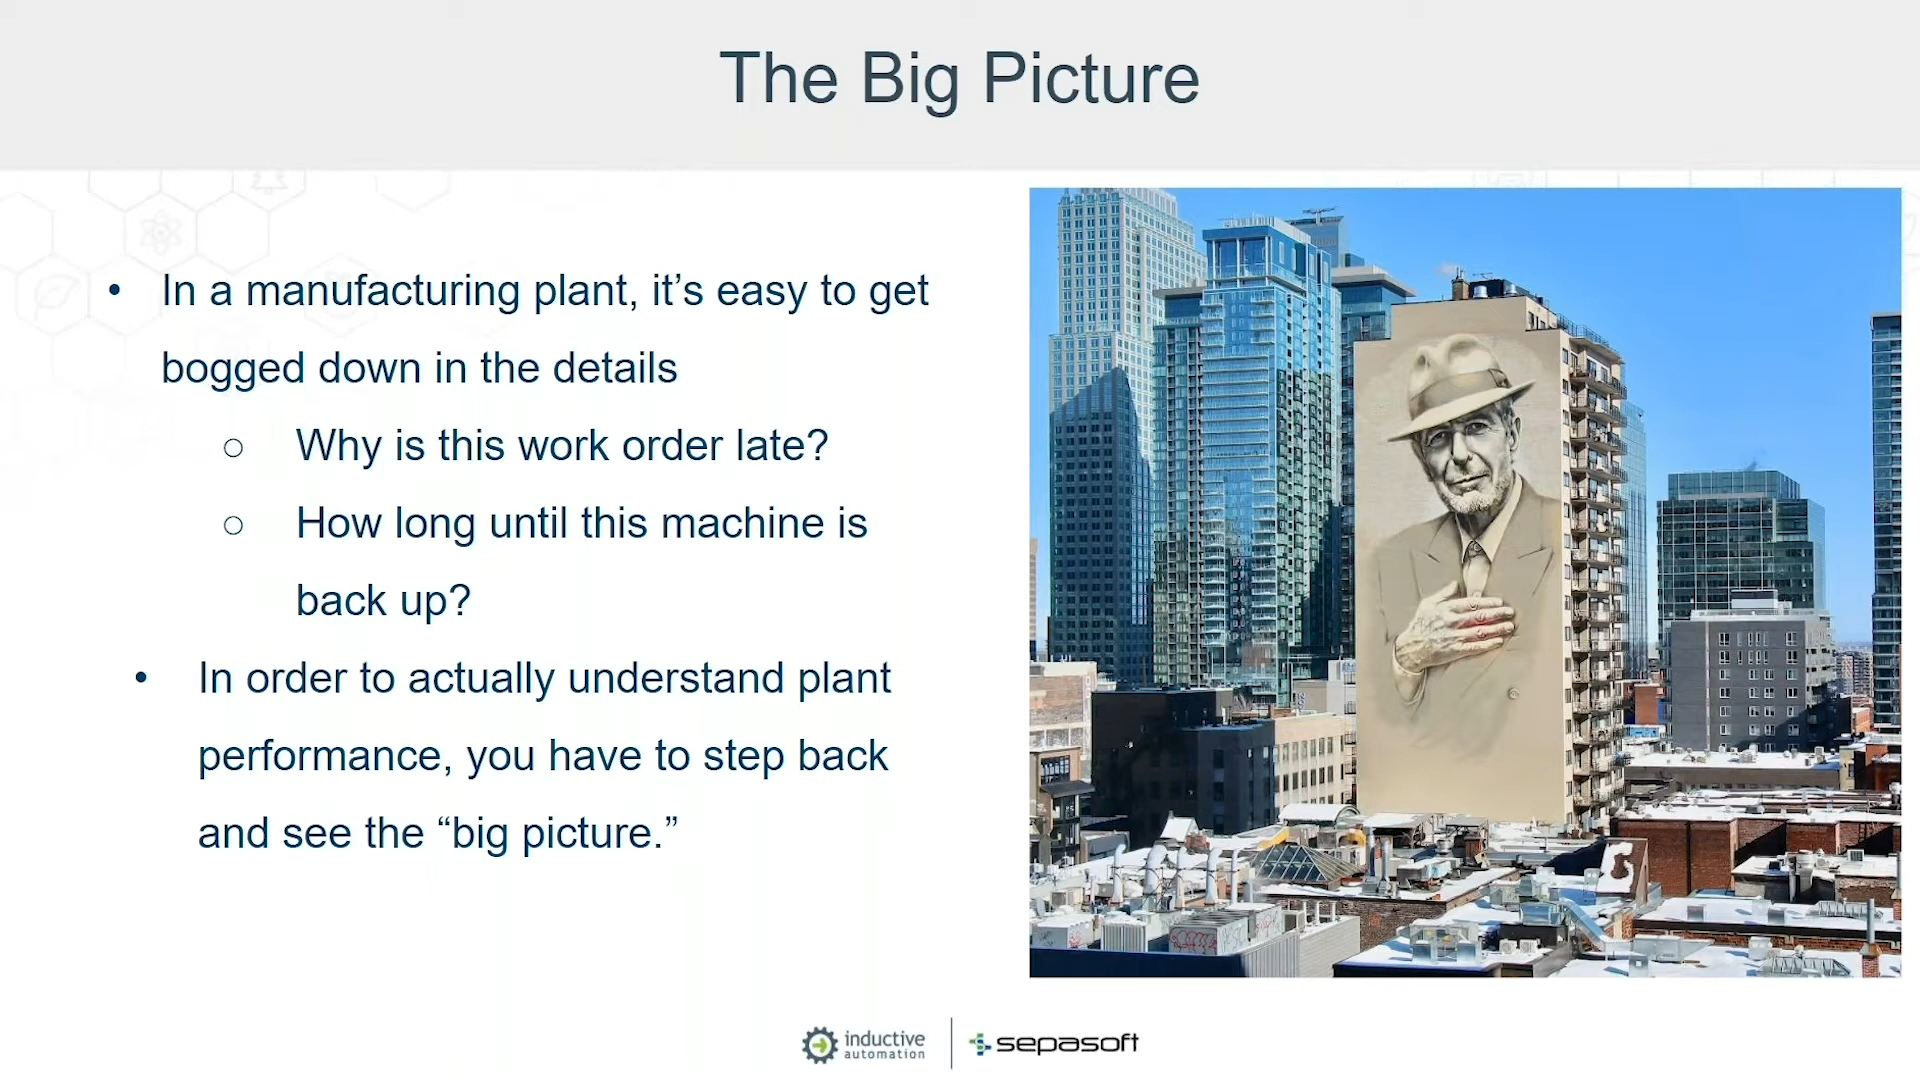 The Big Picture
• In a manufacturing plant, it’s easy to get
bogged down in the details
○ Why is this work order late?
○ How long until this machine is
back up?
• In order to actually understand plant
performance, you have to step back
and see the “big picture.”
inductive
automation
sepasoft